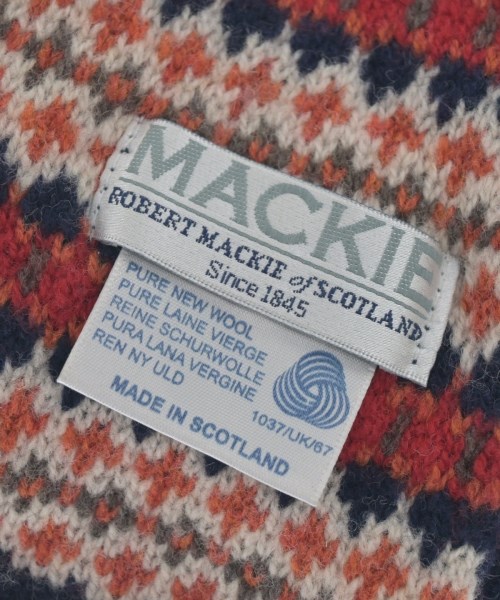 MACKIE
ROBERT MACKIE of SCOTLAND
Since 1845
PURE NEW WOOL
PURE LAINE VIERGE
REINE SCHURWOLLE
PURA LANA VERGINE
REN NY ULD
1037/UK/67
MADE IN SCOTLAND